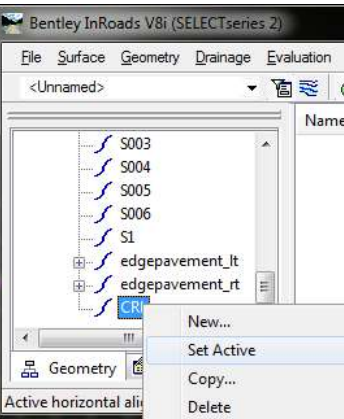 Bentley InRoads V8i (SELECTseries 2)
File Surface Geometry Drainage Evaluation
<Unnamed>
Name
S003
S004
S005
S006
S1
edgepavement_lt
edgepavement_rt
New...
Set Active
Geometry
Copy...
Active horizontal
Delete